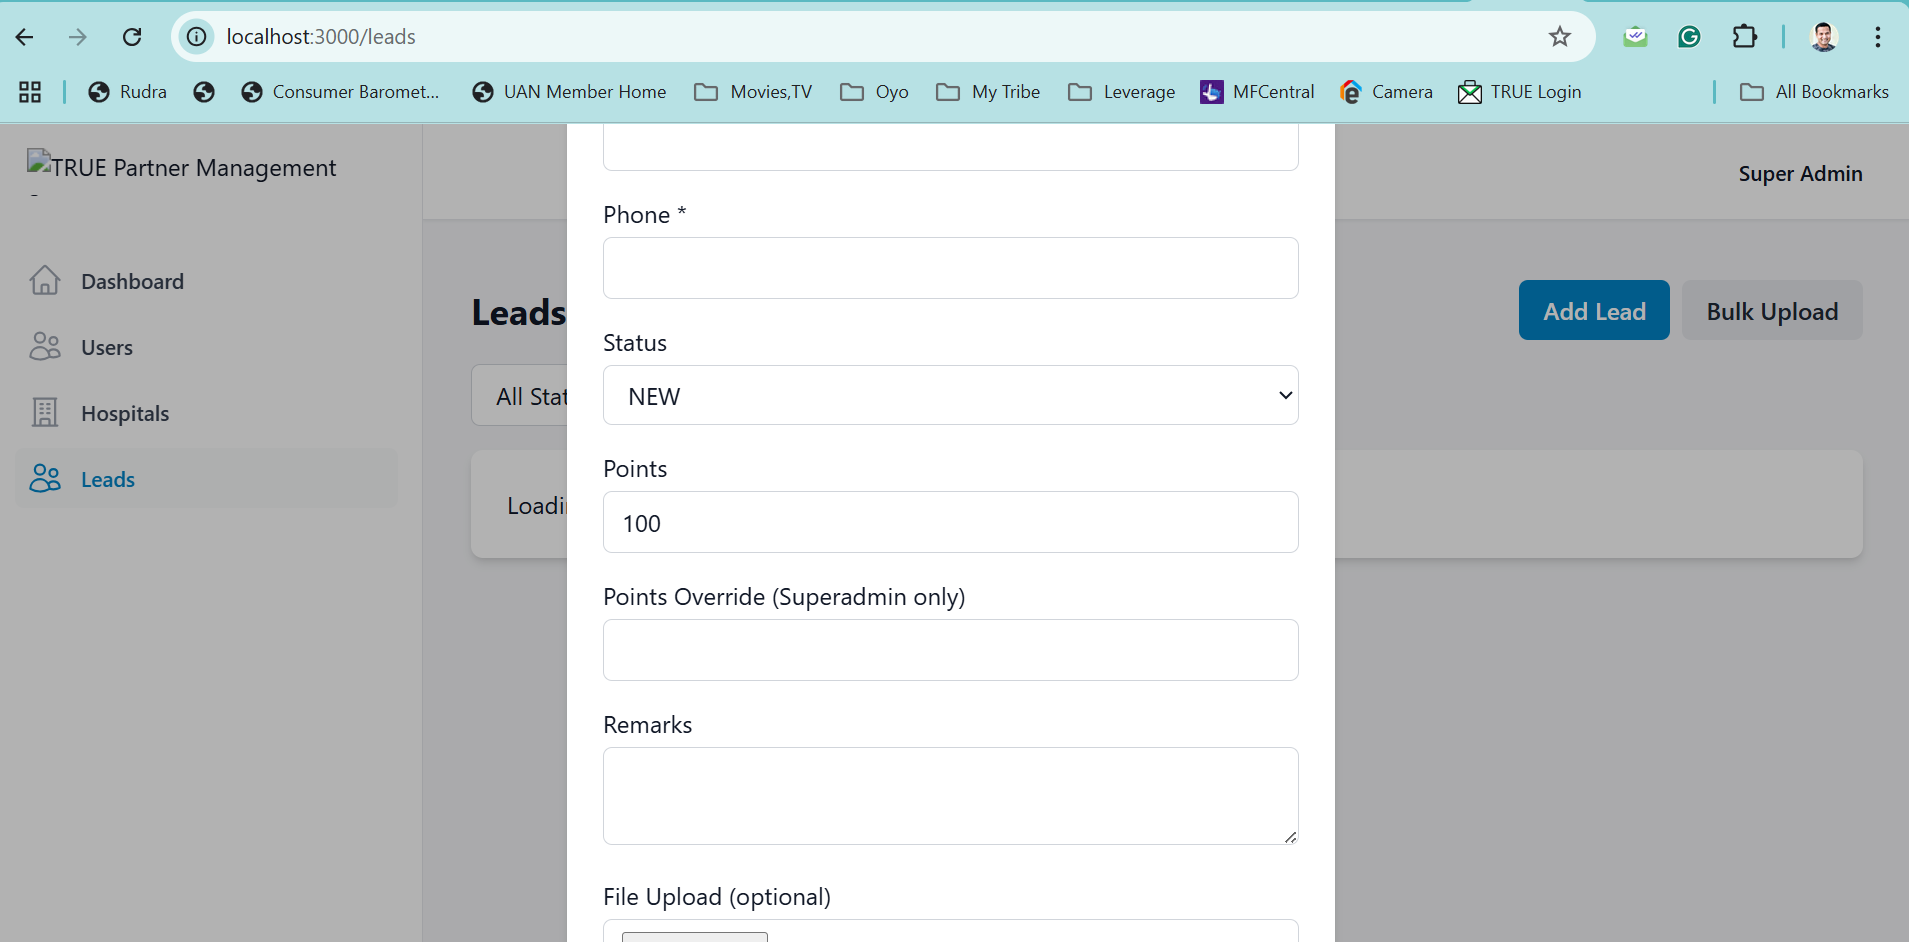 localhost:3000/leads
Rudra
Consumer Baromet...
UAN Member Home
Movies,TV
Oyo
My Tribe
Leverage
MFCentral
Camera
TRUE Login
All Bookmarks
TRUE Partner Management
Super Admin
Dashboard
Users
Hospitals
Leads
Leads
Add Lead
Bulk Upload
All Stat
Loadi
Phone *
Status
NEW
Points
100
Points Override (Superadmin only)
Remarks
File Upload (optional)